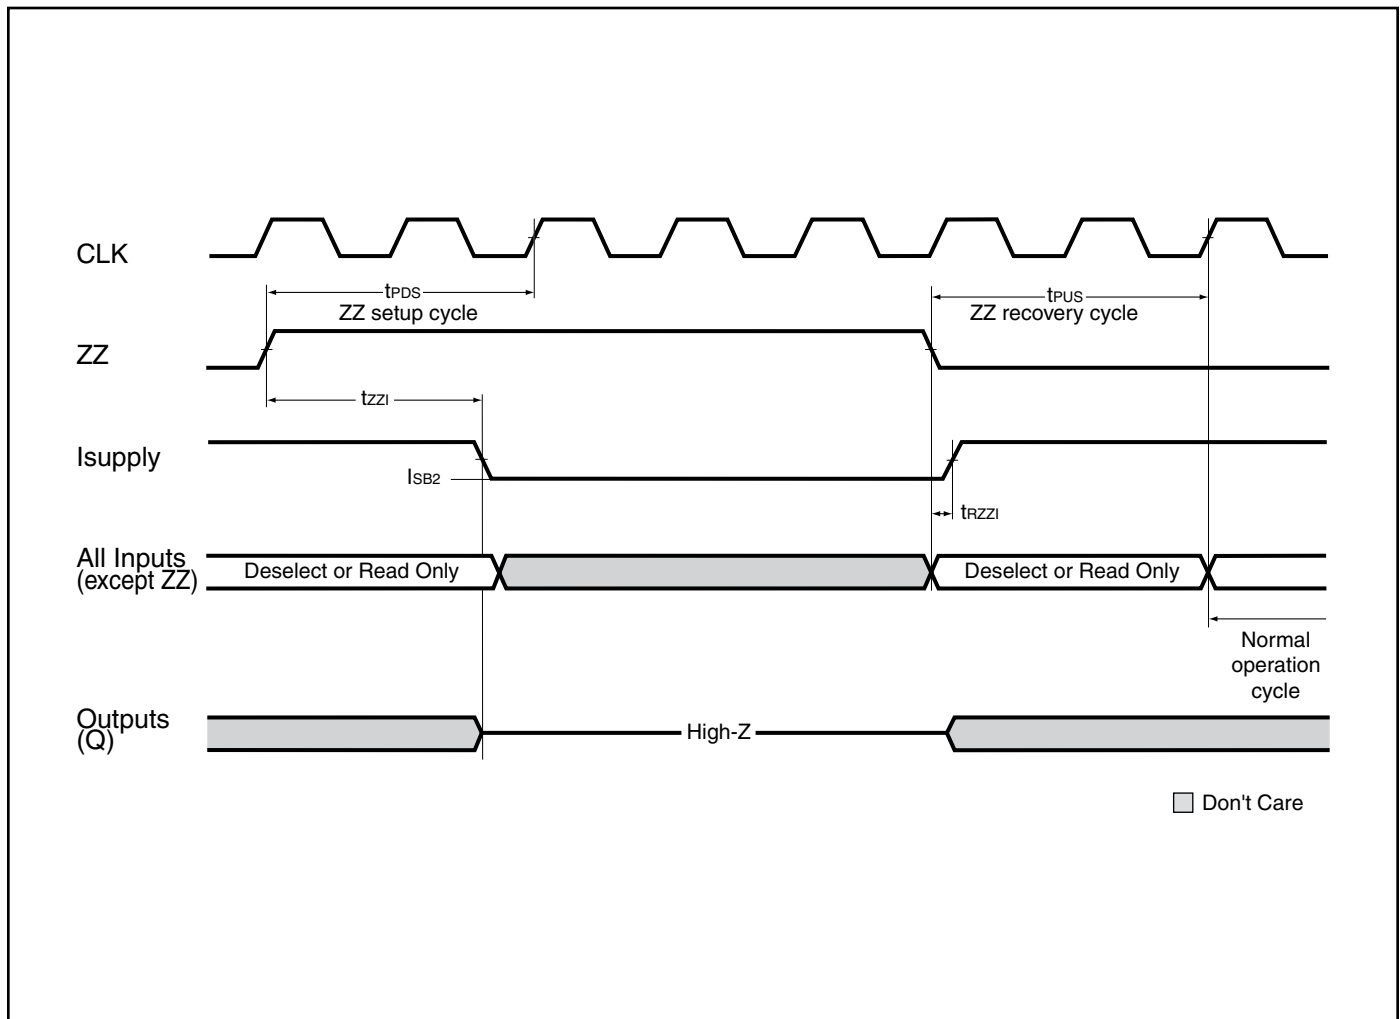 CLK
tPDS
ZZ setup cycle
tPUS
ZZ recovery cycle
ZZ
tZZI
Isupply
ISB2
tRZZI
All Inputs
(except ZZ)
Deselect or Read Only
Deselect or Read Only
Normal
operation
cycle
Outputs
(Q)
High-Z
Don't Care